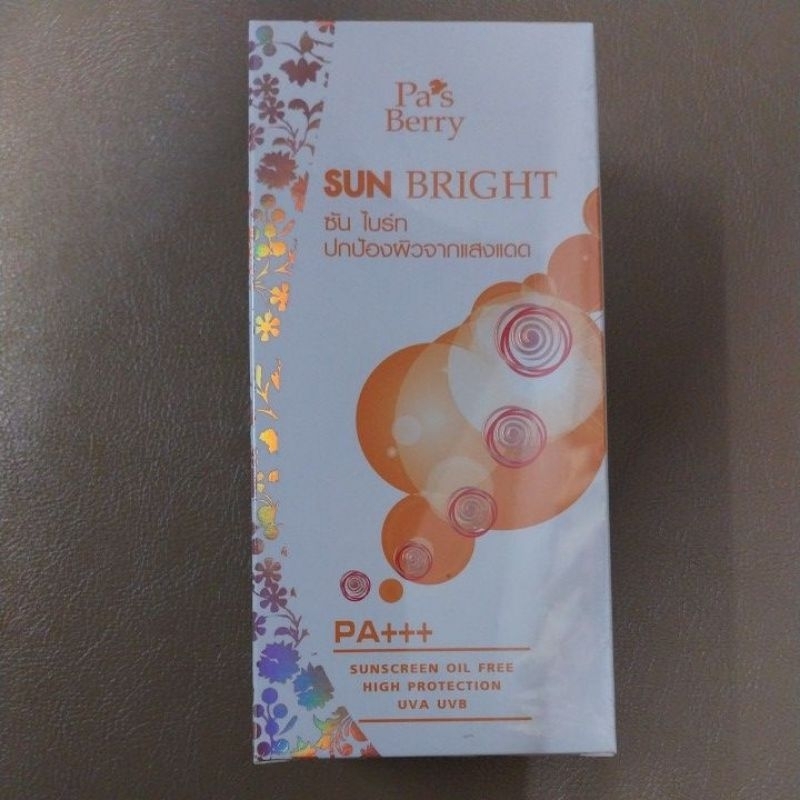 Pa's
Berry
SUN BRIGHT
ซัน ไบร์ท
ปกป้องผิวจากแสงแดด
PA+++
SUNSCREEN OIL FREE
HIGH PROTECTION
UVA UVB